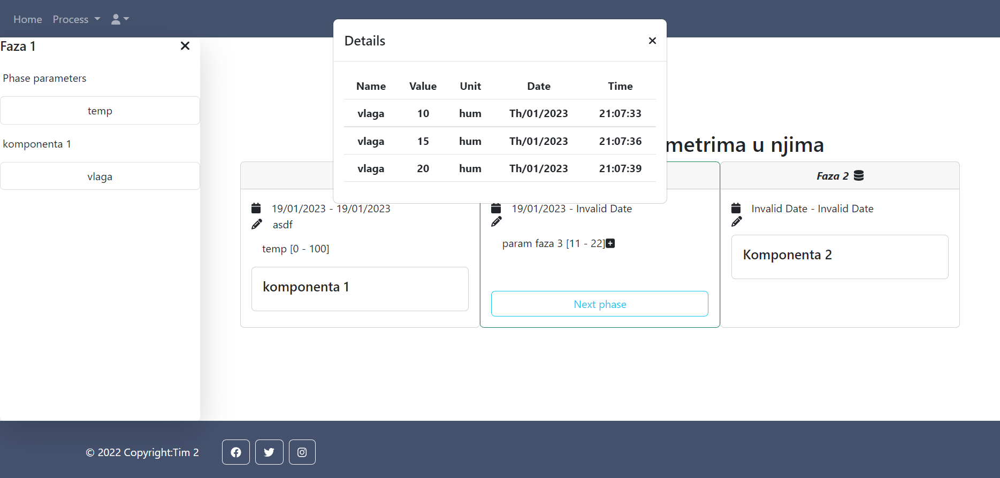 Home Process
Faza 1
Phase parameters
temp
komponenta 1
vlaga
Details
Name Value Unit Date Time
vlaga 10 hum Th/01/2023 21:07:33
vlaga 15 hum Th/01/2023 21:07:36
vlaga 20 hum Th/01/2023 21:07:39
metrima u njima
19/01/2023 - 19/01/2023
asdf
temp [0 - 100]
komponenta 1
19/01/2023 - Invalid Date
param faza 3 [11 - 22]
Next phase
Faza 2
Invalid Date - Invalid Date
Komponenta 2
© 2022 Copyright:Tim 2